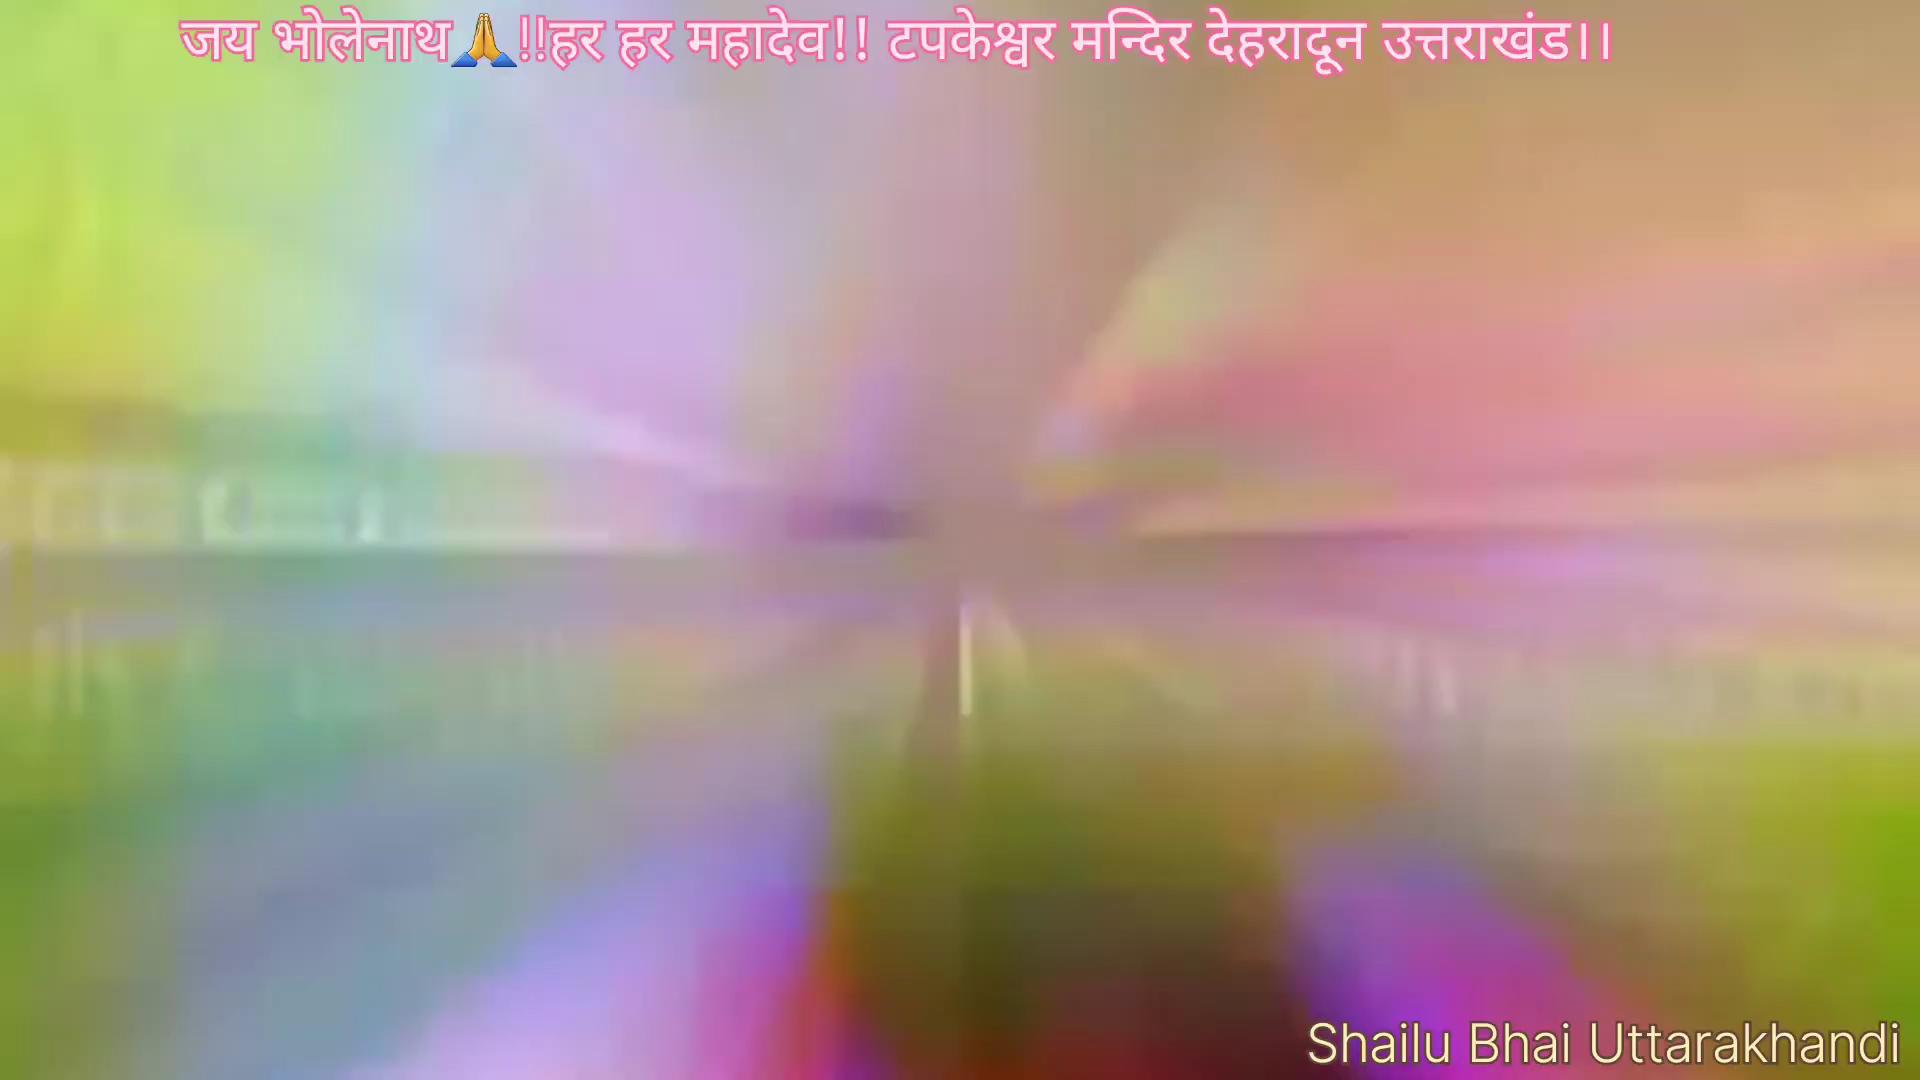 जय भोलेनाथ🙏!!हर हर महादेव!! टपकेश्वर मन्दिर देहरादून उत्तराखंड।।
Shailu Bhai Uttarakhandi